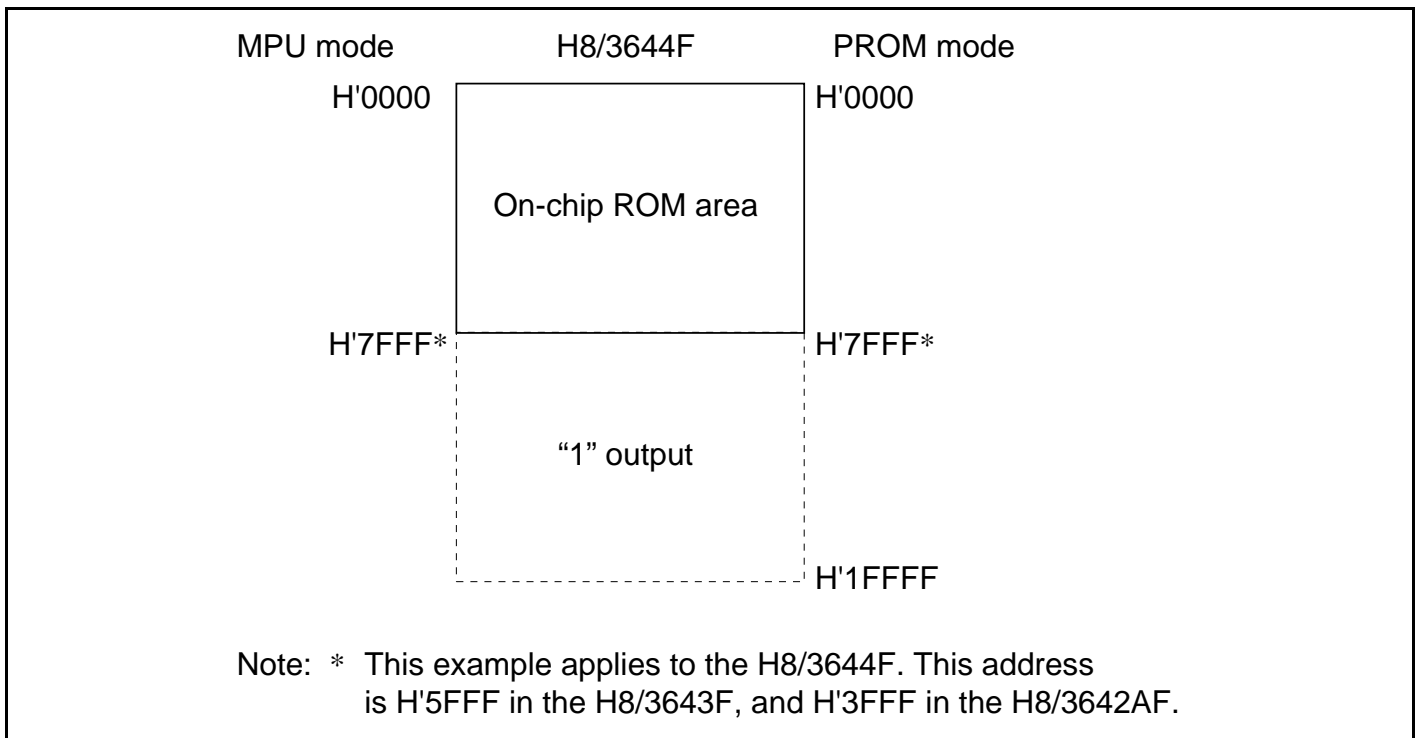 MPU mode H8/3644F PROM mode
H'0000 H'0000
On-chip ROM area
H'7FFF* H'7FFF*
“1” output
H'1FFFF
Note: * This example applies to the H8/3644F. This address
is H'5FFF in the H8/3643F, and H'3FFF in the H8/3642AF.